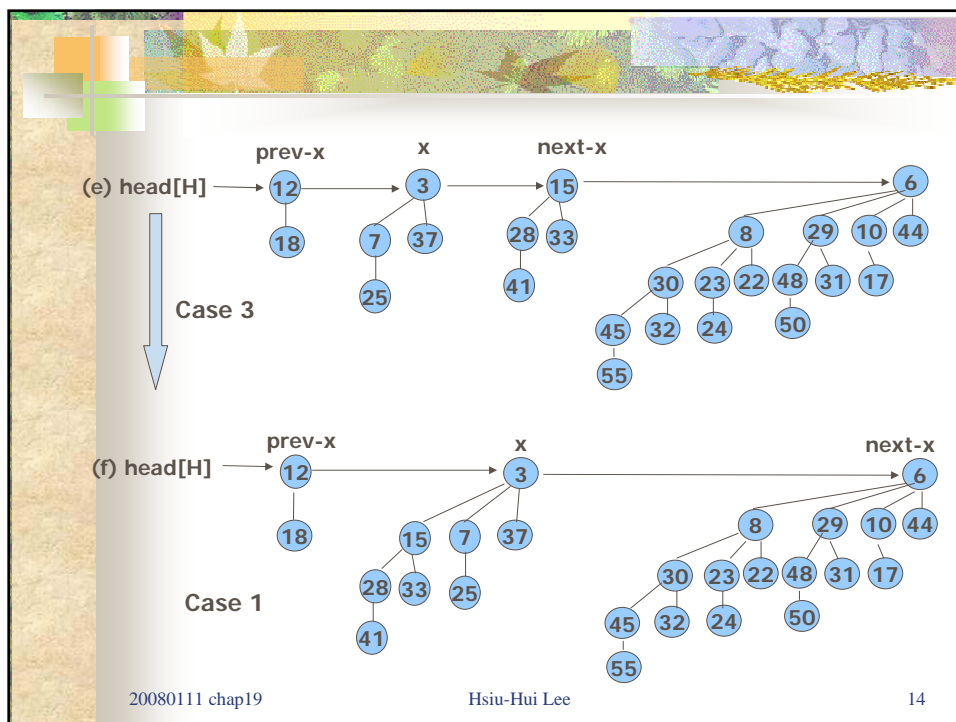 prev-x x next-x
(e) head[H] 12 3 15 6
18 7 37 28 33 8 29 10 44
25 41 30 23 22 48 31 17
Case 3
45 32 24 50
55
prev-x x next-x
(f) head[H] 12 3 6
18 15 7 37 8 29 10 44
28 33 25 30 23 22 48 31 17
Case 1
41 45 32 24 50
55
20080111 chap19 Hsiu-Hui Lee 14